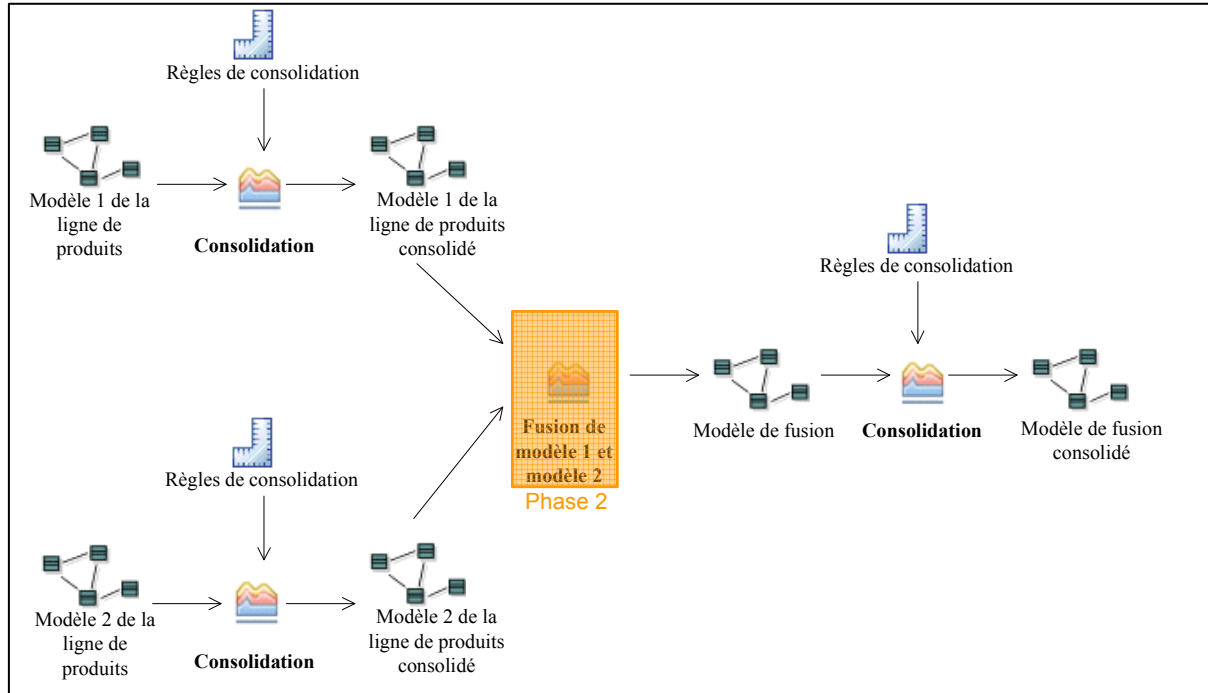 Règles de consolidation
Modèle 1 de la
ligne de
produits
Consolidation
Modèle 1 de la
ligne de produits
consolidé
Règles de consolidation
Fusion de
modèle 1 et
modèle 2
Phase 2
Modèle de fusion
Consolidation
Modèle de fusion
consolidé
Règles de consolidation
Modèle 2 de la
ligne de
produits
Consolidation
Modèle 2 de la
ligne de produits
consolidé